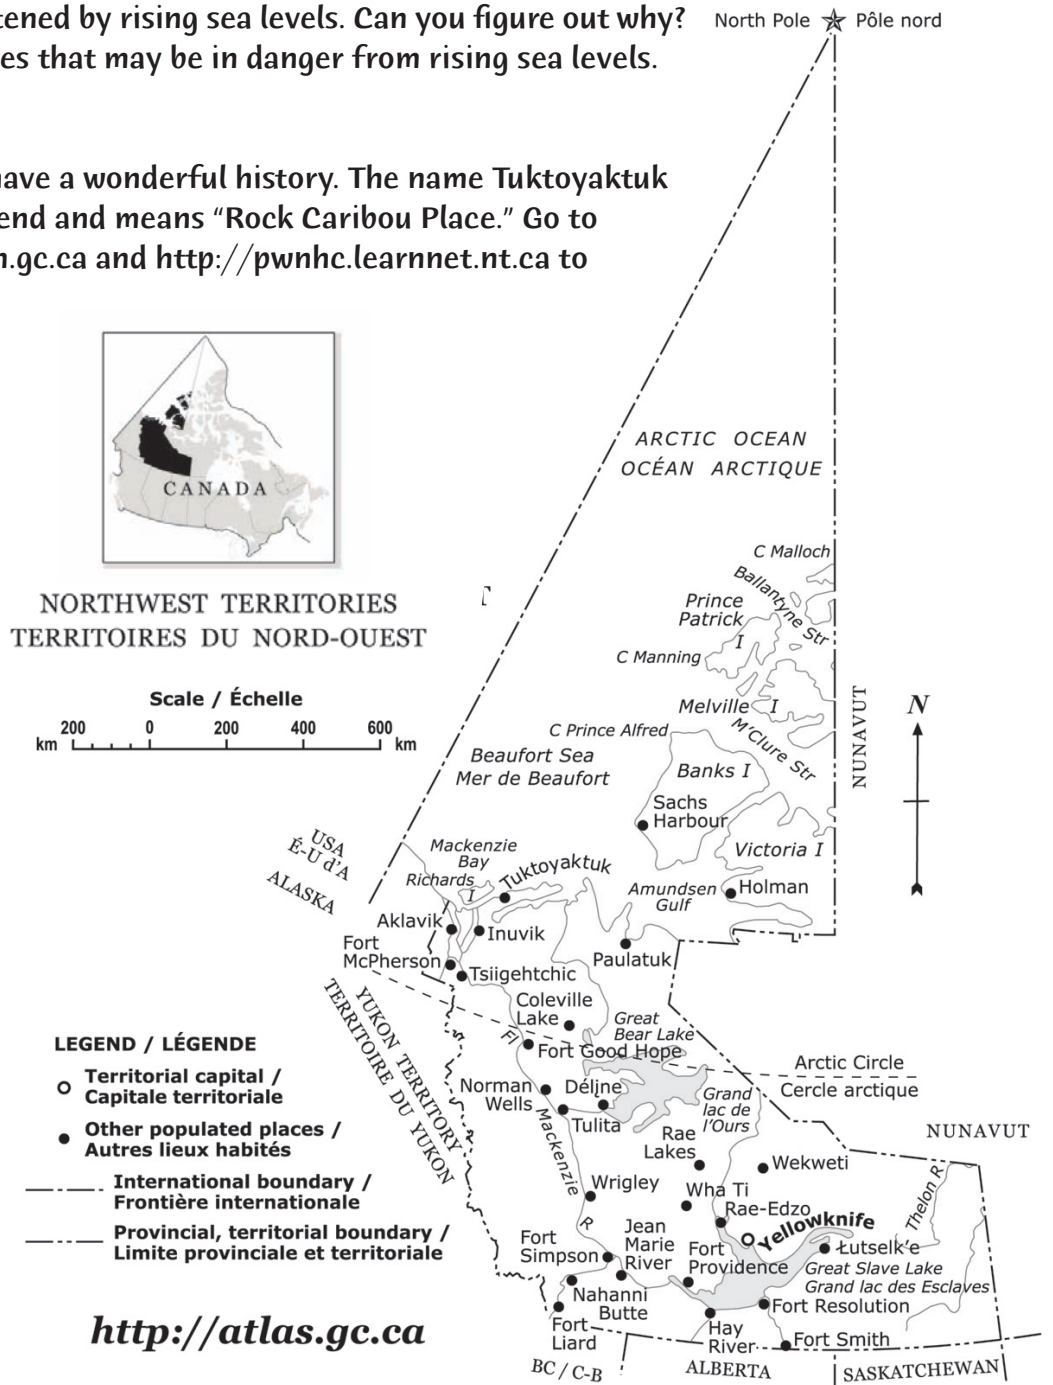 tened by rising sea levels. Can you figure out why?
es that may be in danger from rising sea levels.
have a wonderful history. The name Tuktoyaktuk
end and means “Rock Caribou Place.” Go to
n.gc.ca and http://pwnhc.learnnet.nt.ca to
North Pole Pôle nord
CANADA
NORTHWEST TERRITORIES
TERRITOIRES DU NORD-OUEST
Scale / Échelle
200 0 200 400 600
km km
ARCTIC OCEAN
OCÉAN ARCTIQUE
C Malloch
Ballantyne Str
Prince
Patrick
I
C Manning
Melville I
M'Clure Str
C Prince Alfred
Beaufort Sea
Mer de Beaufort
Banks I
Sachs
Harbour
Victoria I
NUNAVUT
N
USA
É-U d'A
ALASKA
Mackenzie
Bay
Richards
I
Tuktoyaktuk
Amundsen
Gulf
Holman
Aklavik
Inuvik
Fort
McPherson
Tsiigehtchic
Paulatuk
YUKON TERRITORY
TERRITOIRE DU YUKON
Coleville
Lake
Great
Bear Lake
Fl
Fort Good Hope
Arctic Circle
Cercle arctique
Norman
Wells
Déljne
Tulita
Grand
lac de
l'Ours
Mackenzie
R
Rae
Lakes
Wekweti
NUNAVUT
Wrigley
Wha Ti
Rae-Edzo
Yellowknife
Thelon R
Fort
Simpson
Jean
Marie
River
Fort
Providence
Łutselk'e
Great Slave Lake
Grand lac des Esclaves
Nahanni
Butte
Fort
Liard
Hay
River
Fort Resolution
Fort Smith
BC / C-B
ALBERTA
SASKATCHEWAN
LEGEND / LÉGENDE
Territorial capital /
Capitale territoriale
Other populated places /
Autres lieux habités
International boundary /
Frontière internationale
Provincial, territorial boundary /
Limite provinciale et territoriale
http://atlas.gc.ca